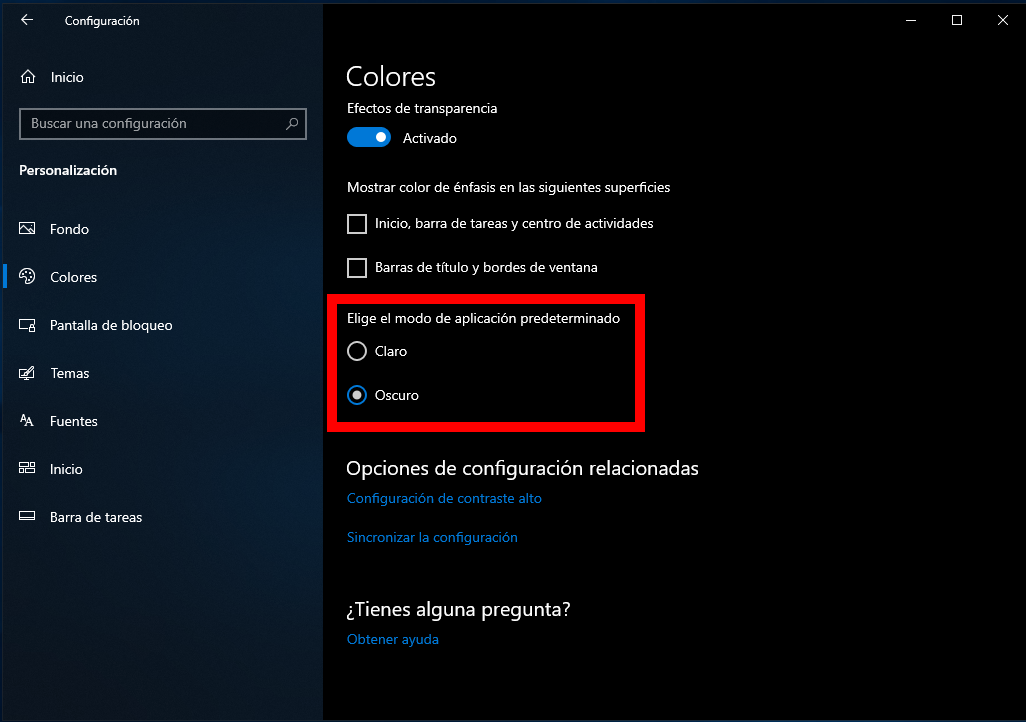 Configuración
Inicio
Buscar una configuración
Personalización
Fondo
Colores
Pantalla de bloqueo
Temas
Fuentes
Inicio
Barra de tareas
Colores
Efectos de transparencia
Activado
Mostrar color de énfasis en las siguientes superficies
Inicio, barra de tareas y centro de actividades
Barras de título y bordes de ventana
Elige el modo de aplicación predeterminado
Claro
Oscuro
Opciones de configuración relacionadas
Configuración de contraste alto
Sincronizar la configuración
¿Tienes alguna pregunta?
Obtener ayuda